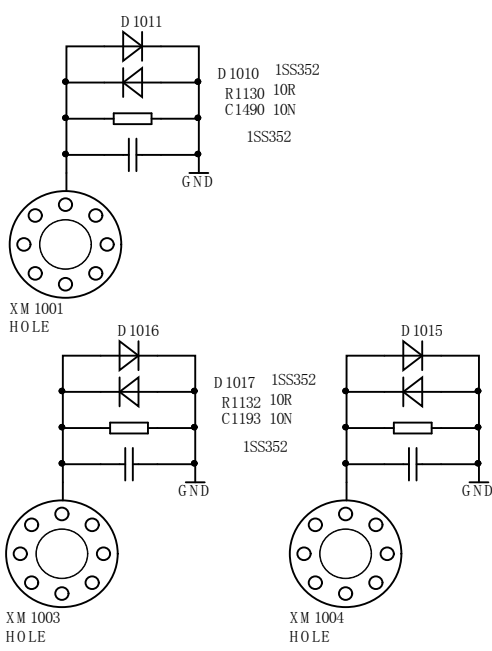 D1011
D1010 1SS352
R1130 10R
C1490 10N
1SS352
GND
XM1001
HOLE
D1016
D1015
D1017 1SS352
R1132 10R
C1193 10N
1SS352
GND
GND
XM1003
HOLE
XM1004
HOLE